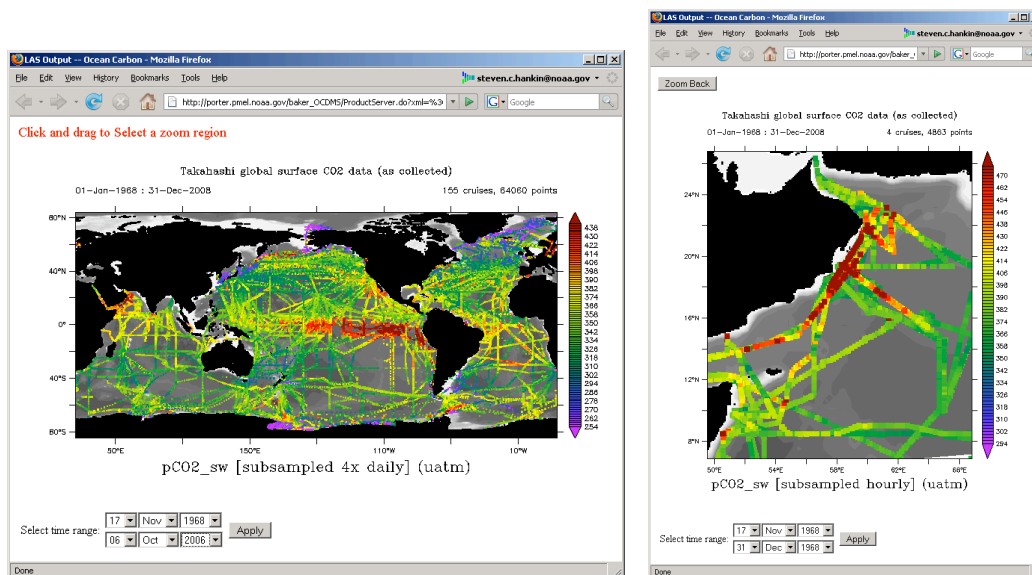 LAS Output -- Ocean Carbon - Mozilla Firefox
File Edit View History Bookmarks Tools Help
steven.c.hankin@noaa.gov
http://porter.pmel.noaa.gov/baker_OCDMS/ProductServer.do?xml=%3
G Google
Click and drag to Select a zoom region
Takahashi global surface CO2 data (as collected)
01-Jan-1968 : 31-Dec-2008
155 cruises, 64060 points
80°N
40°N
0°
40°S
80°S
50°E
150°E
110°W
10°W
438
430
422
414
406
398
390
382
374
366
358
350
342
334
326
318
310
302
294
286
278
270
262
254
pCO2_sw [subsampled 4x daily] (uatm)
Select time range:
17 Nov 1968
06 Oct 2006
Apply
Done
LAS Output -- Ocean Carbon - Mozilla Firefox
File Edit View History Bookmarks Tools Help
steven.c.hankin@noaa.gov
http://porter.pmel.noaa.gov/baker_
G Google
Zoom Back
Takahashi global surface CO2 data (as collected)
01-Jan-1968 : 31-Dec-2008
4 cruises, 4863 points
24°N
20°N
16°N
12°N
8°N
50°E
54°E
58°E
62°E
66°E
470
462
454
446
438
430
422
414
406
398
390
382
374
366
358
350
342
334
326
318
310
302
294
pCO2_sw [subsampled hourly] (uatm)
Select time range:
17 Nov 1968
31 Dec 1968
Apply
Done